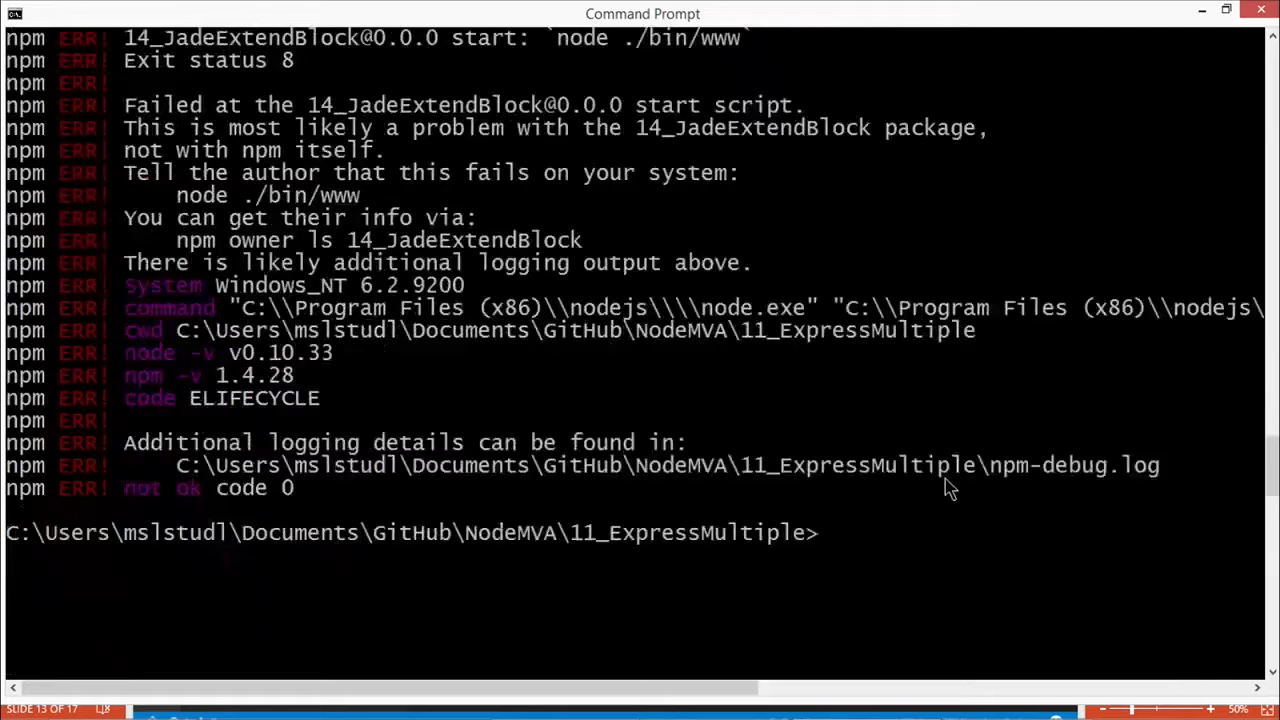 Command Prompt
npm ERR! 14_JadeExtendBlock@0.0.0 start: `node ./bin/www`
npm ERR! Exit status 8
npm ERR!
npm ERR! Failed at the 14_JadeExtendBlock@0.0.0 start script.
npm ERR! This is most likely a problem with the 14_JadeExtendBlock package,
npm ERR! not with npm itself.
npm ERR! Tell the author that this fails on your system:
npm ERR!     node ./bin/www
npm ERR! You can get their info via:
npm ERR!     npm owner ls 14_JadeExtendBlock
npm ERR! There is likely additional logging output above.
npm ERR! System Windows_NT 6.2.9200
npm ERR! command "C:\\Program Files (x86)\\nodejs\\\\node.exe" "C:\\Program Files (x86)\\nodejs\
npm ERR! cwd C:\Users\mslstudl\Documents\GitHub\NodeMVA\11_ExpressMultiple
npm ERR! node -v v0.10.33
npm ERR! npm -v 1.4.28
npm ERR! code ELIFECYCLE
npm ERR!
npm ERR! Additional logging details can be found in:
npm ERR!     C:\Users\mslstudl\Documents\GitHub\NodeMVA\11_ExpressMultiple\npm-debug.log
npm ERR! not ok code 0
C:\Users\mslstudl\Documents\GitHub\NodeMVA\11_ExpressMultiple>
SLIDE 13 OF 17 50%